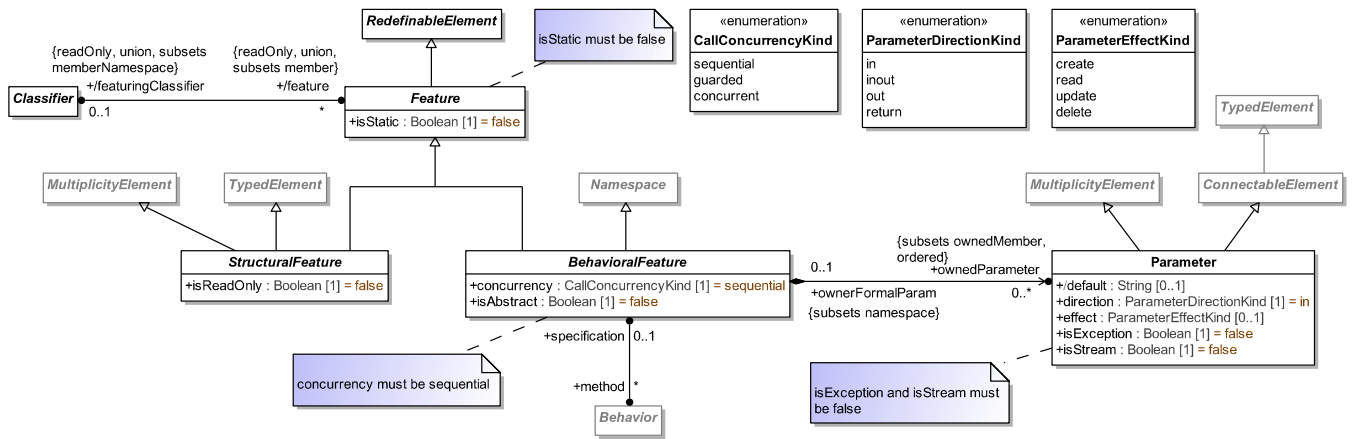 RedefinableElement
isStatic must be false
«enumeration»
CallConcurrencyKind
sequential
guarded
concurrent
«enumeration»
ParameterDirectionKind
in
inout
out
return
«enumeration»
ParameterEffectKind
create
read
update
delete
{readOnly, union, subsets
memberNamespace}
+/featuringClassifier
0..1
{readOnly, union,
subsets member}
+/feature
*
Classifier
Feature
+isStatic : Boolean [1] = false
TypedElement
MultiplicityElement
TypedElement
Namespace
MultiplicityElement
ConnectableElement
StructuralFeature
+isReadOnly : Boolean [1] = false
BehavioralFeature
+concurrency : CallConcurrencyKind [1] = sequential
+isAbstract : Boolean [1] = false
0..1
+ownerFormalParam
{subsets namespace}
{subsets ownedMember,
ordered}
+ownedParameter
0..*
Parameter
+/default : String [0..1]
+direction : ParameterDirectionKind [1] = in
+effect : ParameterEffectKind [0..1]
+isException : Boolean [1] = false
+isStream : Boolean [1] = false
concurrency must be sequential
+specification
0..1
+method
*
Behavior
isException and isStream must
be false